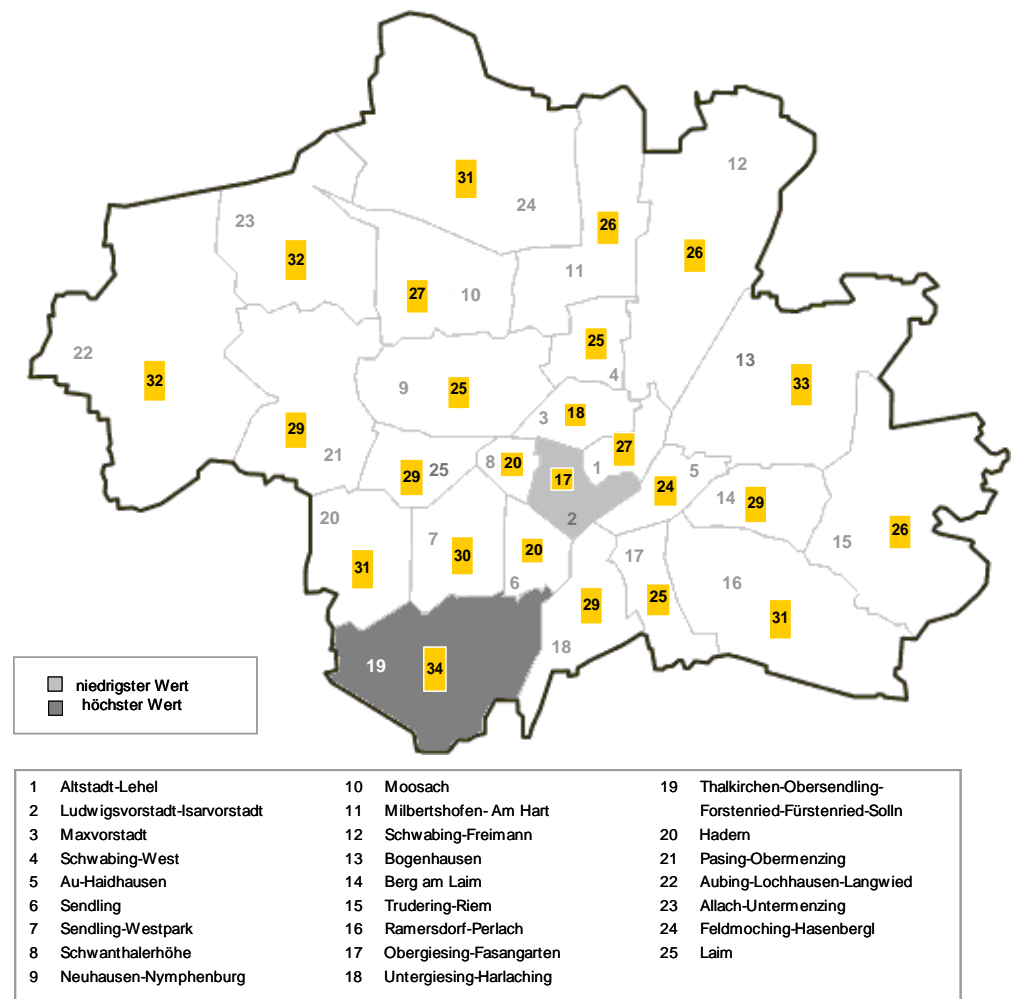 12
31
24
23
26
26
32
11
27
10
25
13
22
4
32
9
25
33
3
18
29
27
21
8
20
1
5
25
29
17
24
14
29
20
2
26
7
15
30
20
17
31
6
16
29
25
31
18
19
34
niedrigster Wert
höchster Wert
1 Altstadt-Lehel
2 Ludwigsvorstadt-Isarvorstadt
3 Maxvorstadt
4 Schwabing-West
5 Au-Haidhausen
6 Sendling
7 Sendling-Westpark
8 Schwanthalerhöhe
9 Neuhausen-Nymphenburg
10 Moosach
11 Milbertshofen- Am Hart
12 Schwabing-Freimann
13 Bogenhausen
14 Berg am Laim
15 Trudering-Riem
16 Ramersdorf-Perlach
17 Obergiesing-Fasangarten
18 Untergiesing-Harlaching
19 Thalkirchen-Obersendling-
Forstenried-Fürstenried-Solln
20 Hadern
21 Pasing-Obermenzing
22 Aubing-Lochhausen-Langwied
23 Allach-Untermenzing
24 Feldmoching-Hasenbergl
25 Laim